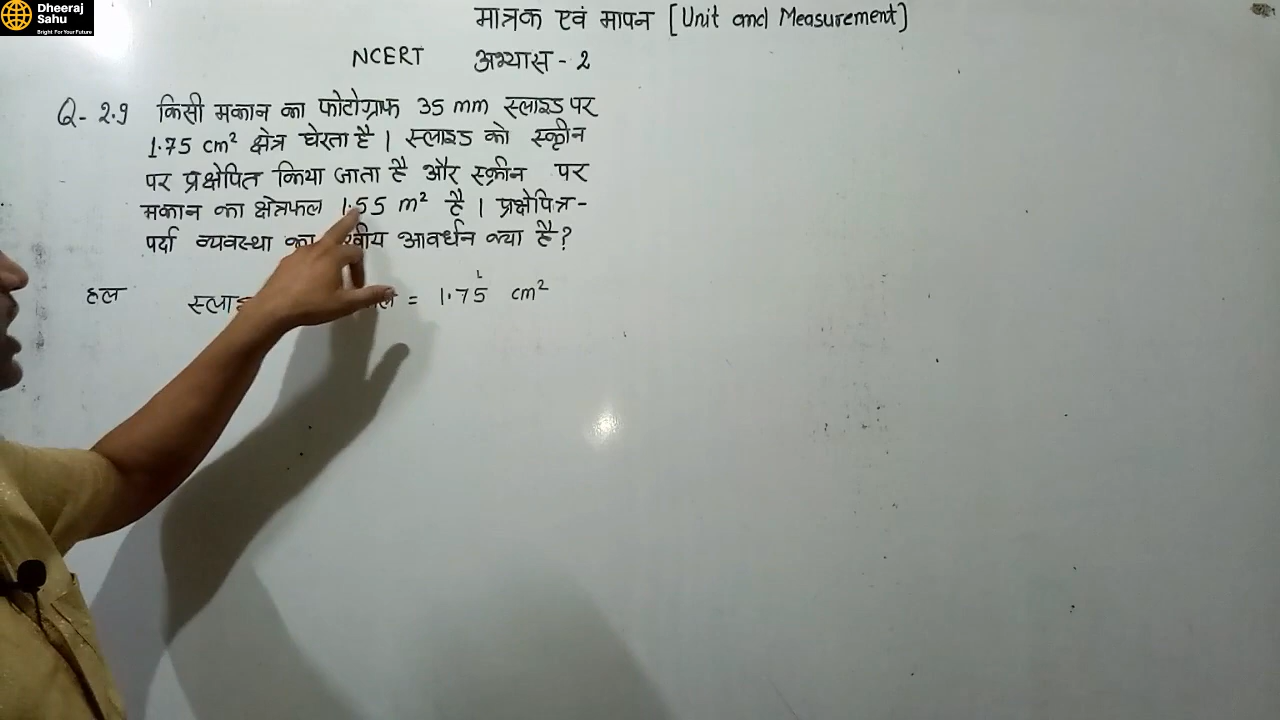 Dheeraj
Sahu
Bright For Your Future
मात्रक एवं मापन [Unit and Measurement]
NCERT अभ्यास - 2
Q- 2.9 किसी मकान का फोटोग्राफ 35 mm स्लाइड पर
1.75 cm² क्षेत्र घेरता है । स्लाइड को स्क्रीन
पर प्रक्षेपित किया जाता है और स्क्रीन पर
मकान का क्षेत्रफल 1.55 m² है । प्रक्षेपित्र-
पर्दा व्यवस्था का आवर्धन क्या है?
हल = 1.75 cm²